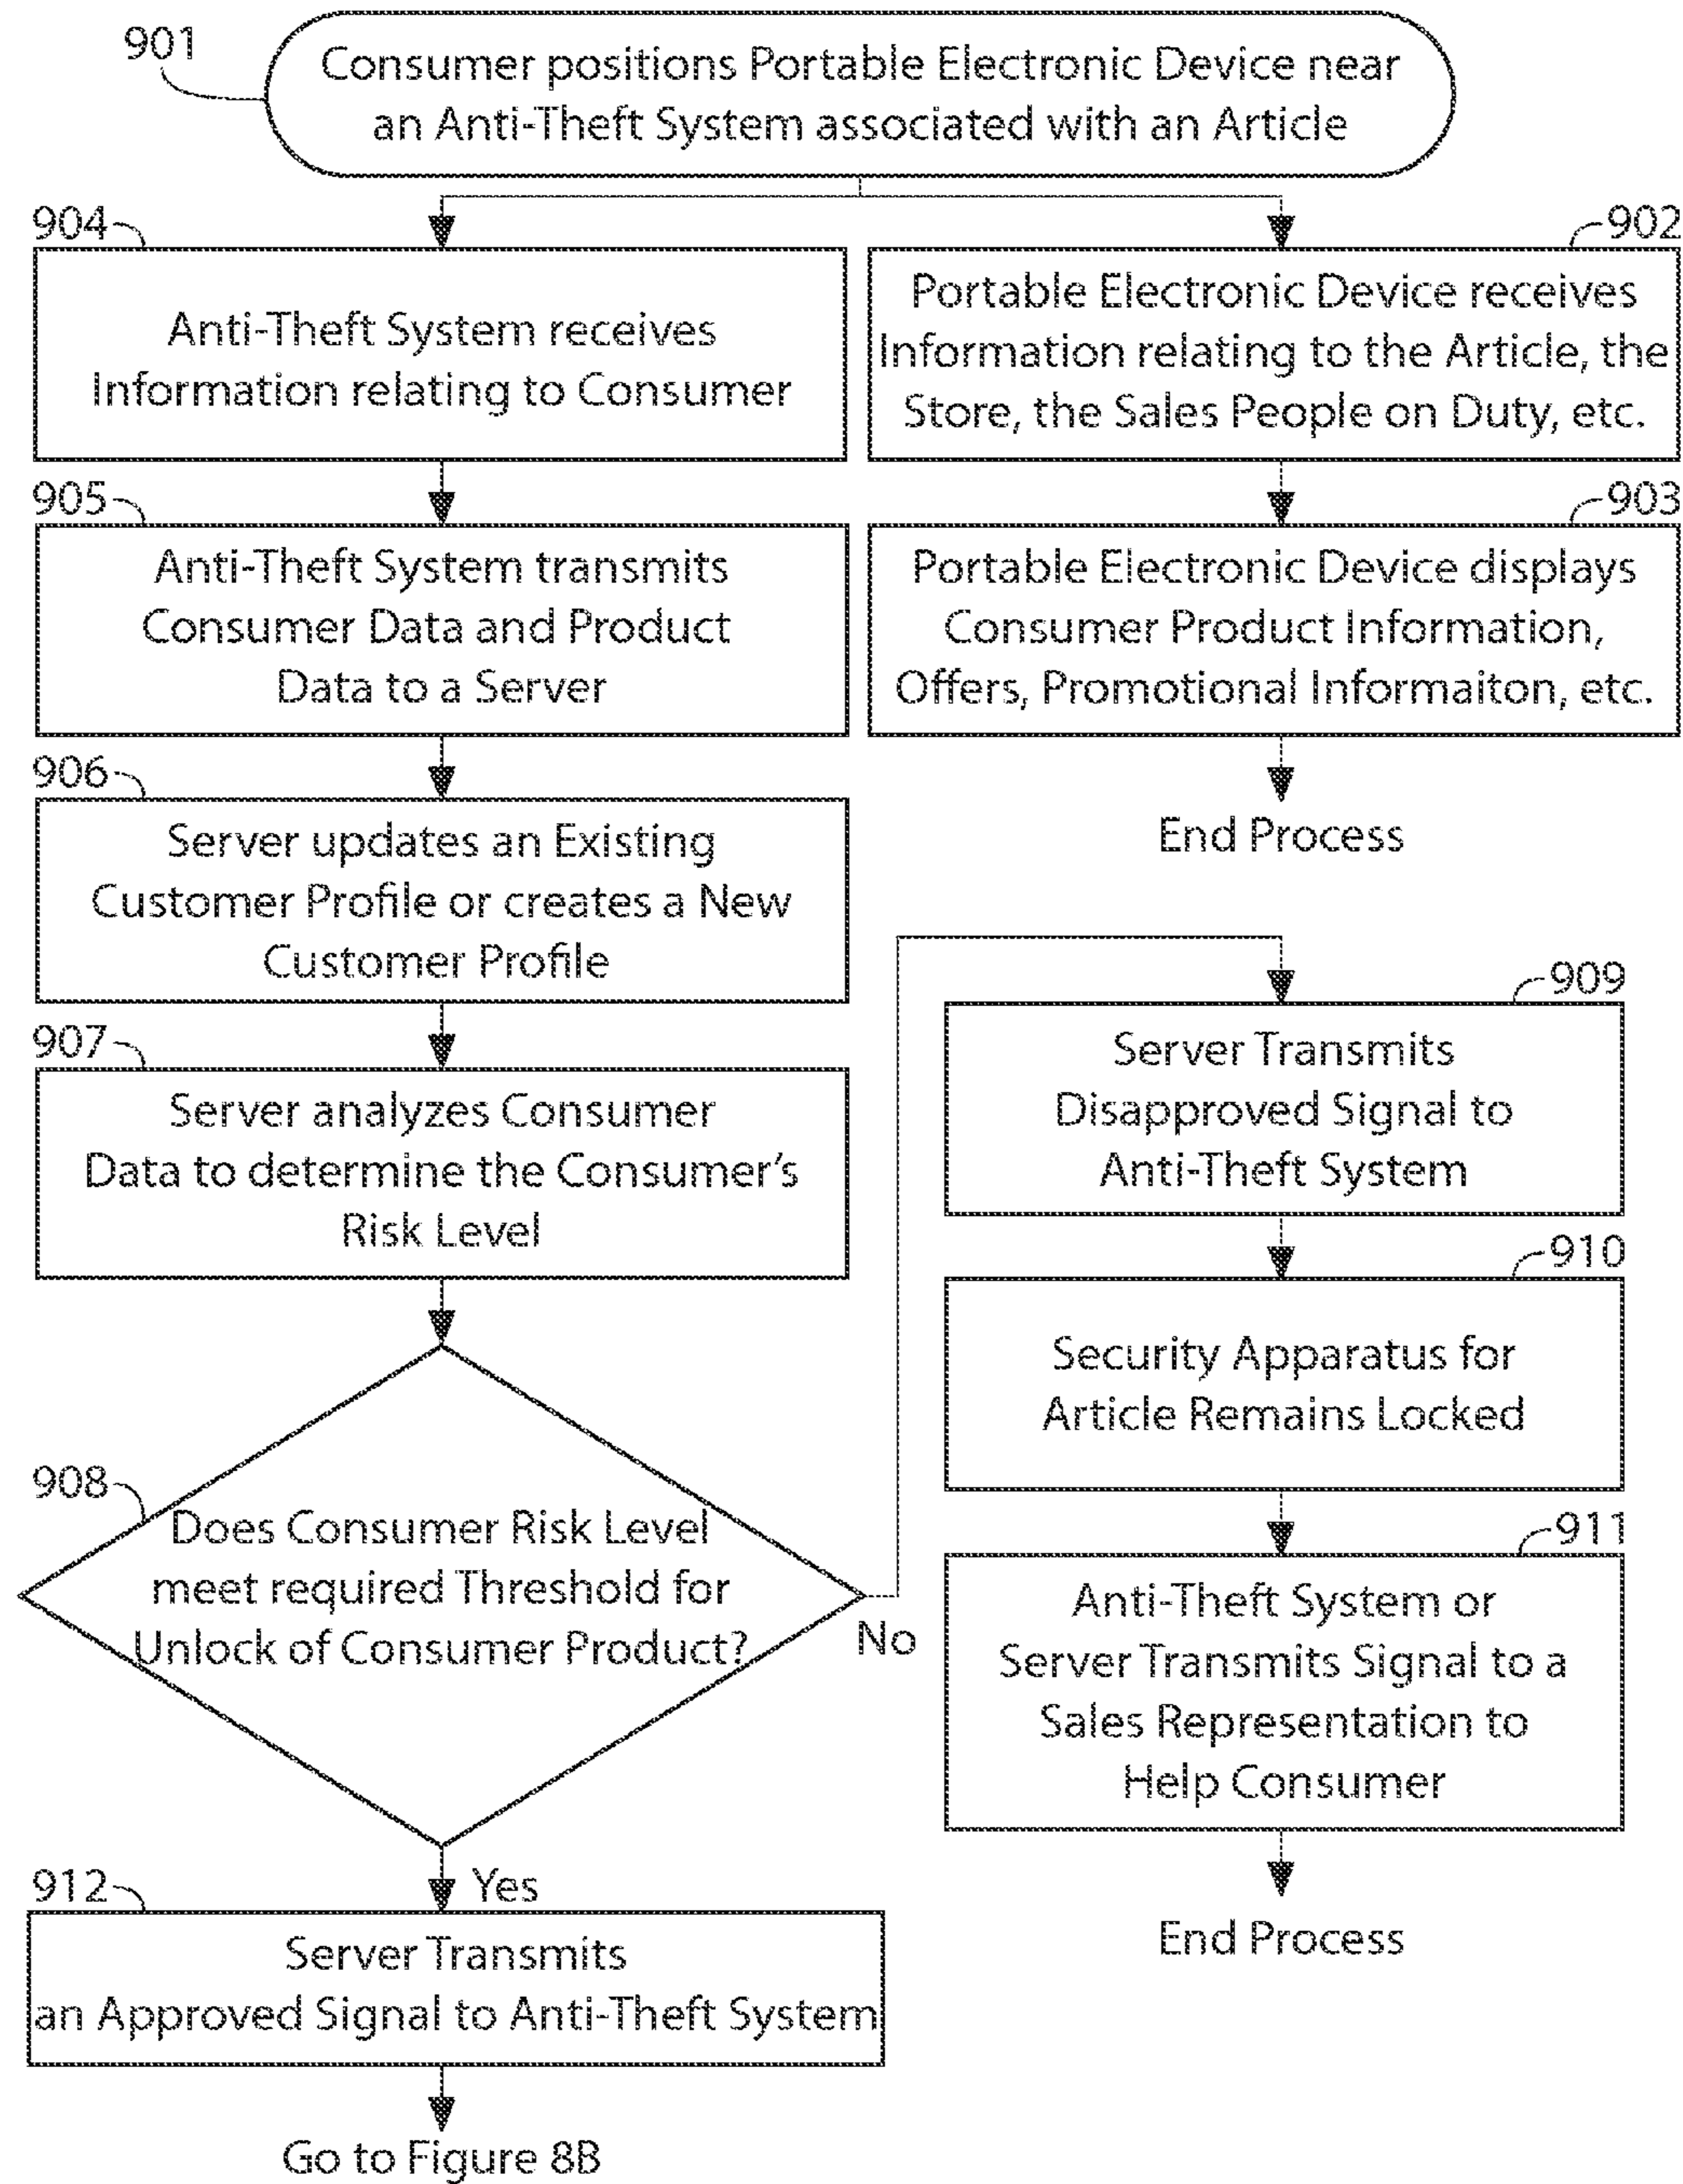 901
Consumer positions Portable Electronic Device near
an Anti-Theft System associated with an Article
904
Anti-Theft System receives
Information relating to Consumer
902
Portable Electronic Device receives
Information relating to the Article, the
Store, the Sales People on Duty, etc.
905
Anti-Theft System transmits
Consumer Data and Product
Data to a Server
903
Portable Electronic Device displays
Consumer Product Information,
Offers, Promotional Informaiton, etc.
End Process
906
Server updates an Existing
Customer Profile or creates a New
Customer Profile
907
Server analyzes Consumer
Data to determine the Consumer's
Risk Level
908
Does Consumer Risk Level
meet required Threshold for
Unlock of Consumer Product?
No
909
Server Transmits
Disapproved Signal to
Anti-Theft System
910
Security Apparatus for
Article Remains Locked
911
Anti-Theft System or
Server Transmits Signal to a
Sales Representation to
Help Consumer
End Process
Yes
912
Server Transmits
an Approved Signal to Anti-Theft System
Go to Figure 8B